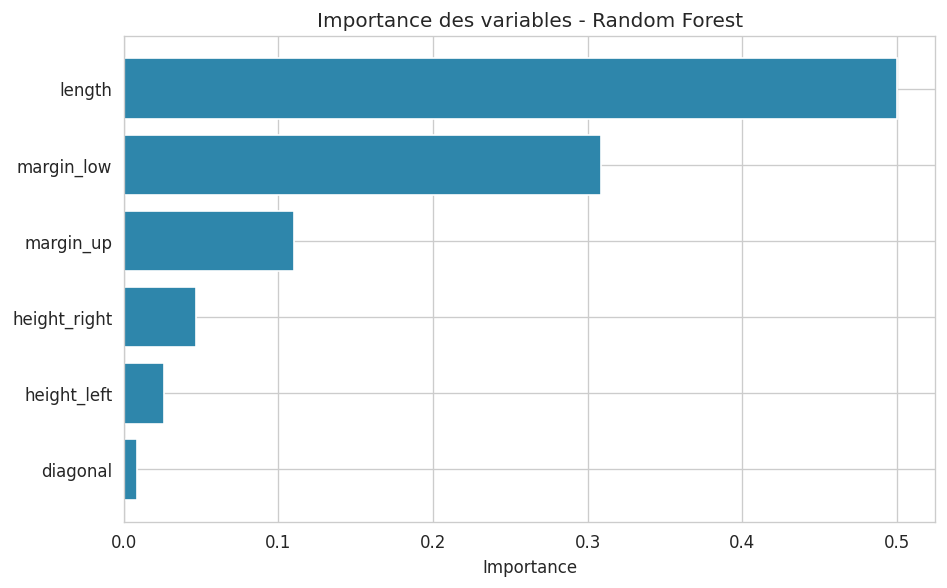 Importance des variables - Random Forest
length
margin_low
margin_up
height_right
height_left
diagonal
0.0 0.1 0.2 0.3 0.4 0.5
Importance